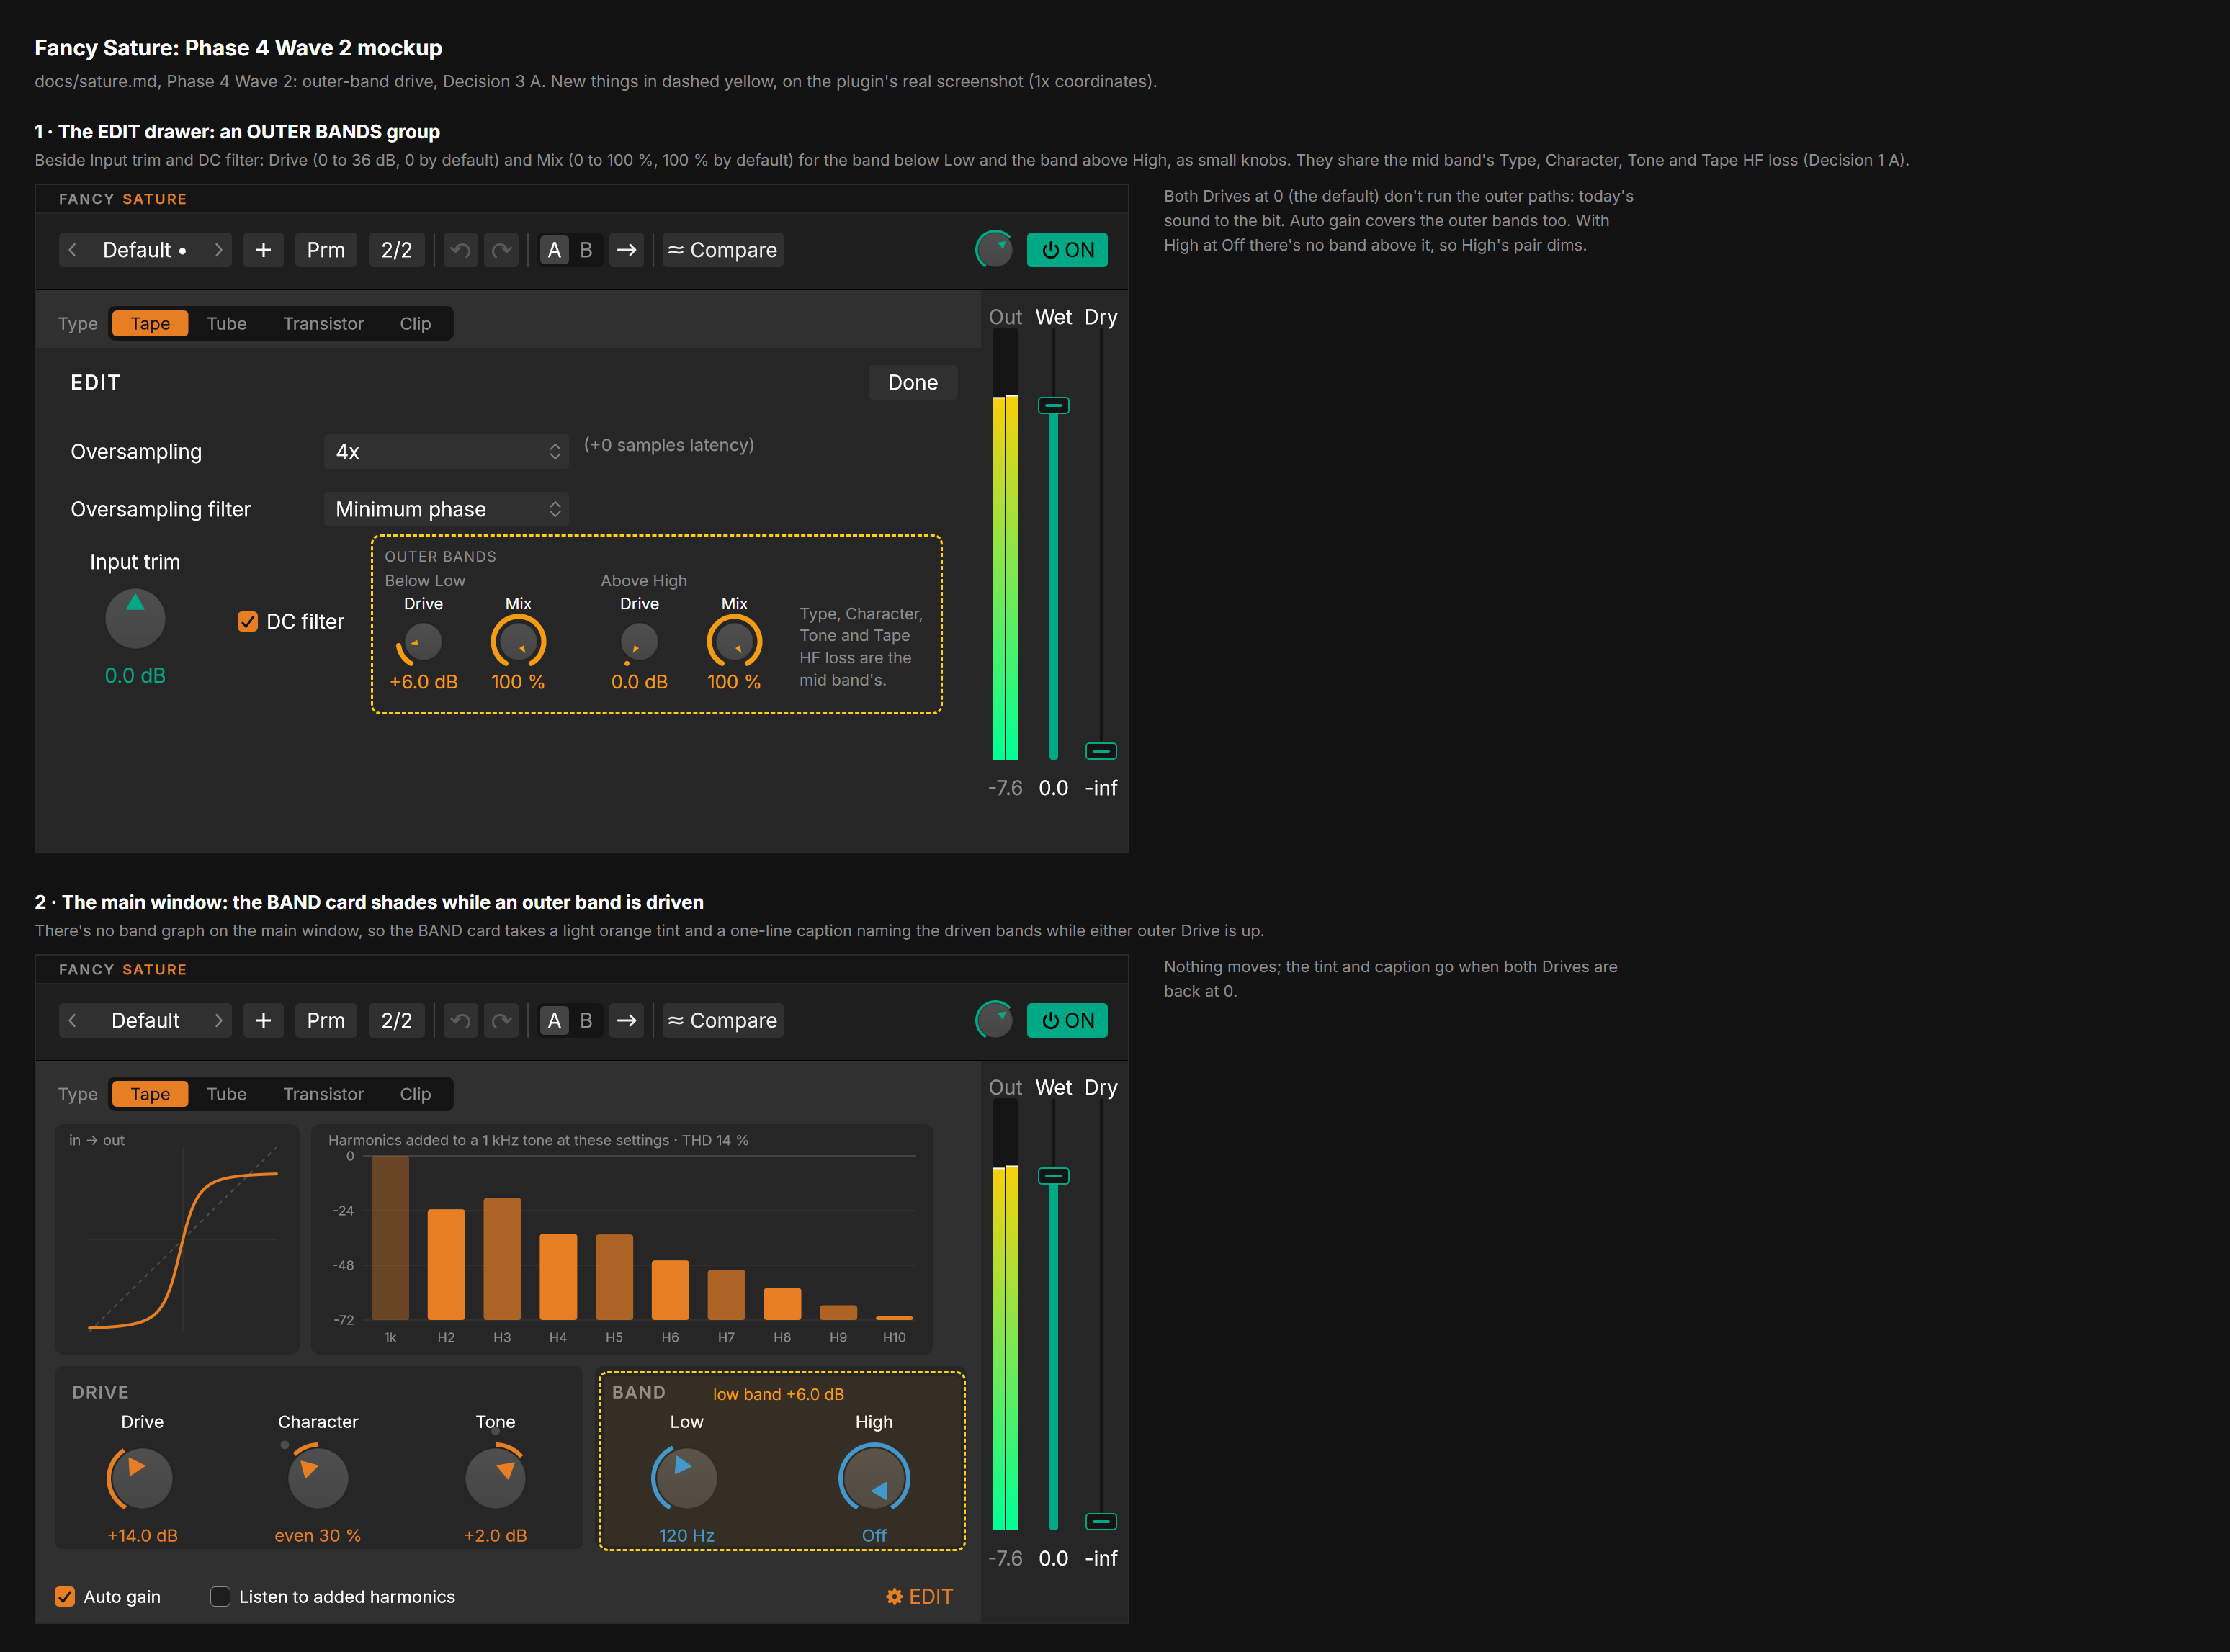 Fancy Sature: Phase 4 Wave 2 mockup
docs/sature.md, Phase 4 Wave 2: outer-band drive, Decision 3 A. New things in dashed yellow, on the plugin's real screenshot (1x coordinates).
1 · The EDIT drawer: an OUTER BANDS group
Beside Input trim and DC filter: Drive (0 to 36 dB, 0 by default) and Mix (0 to 100 %, 100 % by default) for the band below Low and the band above High, as small knobs. They share the mid band's Type, Character, Tone and Tape HF loss (Decision 1 A).
FANCY SATURE
Default •
+
Prm
2/2
A B
→
≈ Compare
ON
Both Drives at 0 (the default) don't run the outer paths: today's
sound to the bit. Auto gain covers the outer bands too. With
High at Off there's no band above it, so High's pair dims.
Type Tape Tube Transistor Clip
Out Wet Dry
EDIT
Done
Oversampling 4x (+0 samples latency)
Oversampling filter Minimum phase
Input trim
0.0 dB
DC filter
OUTER BANDS
Below Low Above High
Drive Mix Drive Mix
+6.0 dB 100 % 0.0 dB 100 %
Type, Character,
Tone and Tape
HF loss are the
mid band's.
-7.6 0.0 -inf
2 · The main window: the BAND card shades while an outer band is driven
There's no band graph on the main window, so the BAND card takes a light orange tint and a one-line caption naming the driven bands while either outer Drive is up.
FANCY SATURE
Default
+
Prm
2/2
A B
→
≈ Compare
ON
Nothing moves; the tint and caption go when both Drives are
back at 0.
Type Tape Tube Transistor Clip
Out Wet Dry
in → out
Harmonics added to a 1 kHz tone at these settings · THD 14 %
0
-24
-48
-72
1k H2 H3 H4 H5 H6 H7 H8 H9 H10
DRIVE
Drive Character Tone
+14.0 dB even 30 % +2.0 dB
BAND low band +6.0 dB
Low High
120 Hz Off
-7.6 0.0 -inf
Auto gain
Listen to added harmonics
EDIT